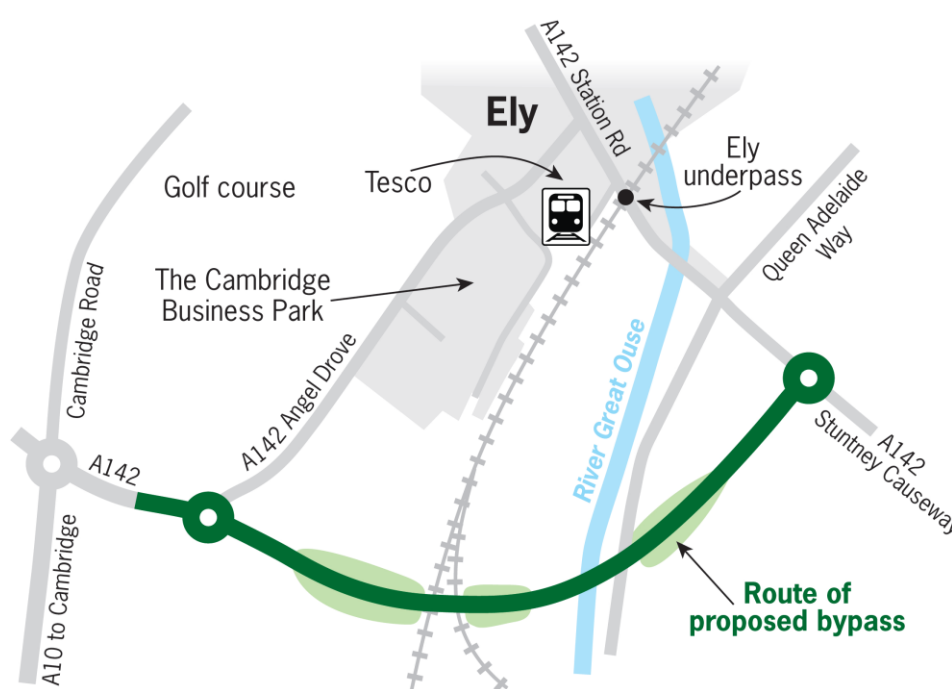 A142 Station Rd
Ely
Ely
underpass
Tesco
Golf course
Queen Adelaide
Way
The Cambridge
Business Park
Cambridge Road
A142 Angel Drove
River Great Ouse
A142
A142
Stuntney Causeway
A10 to Cambridge
Route of
proposed bypass